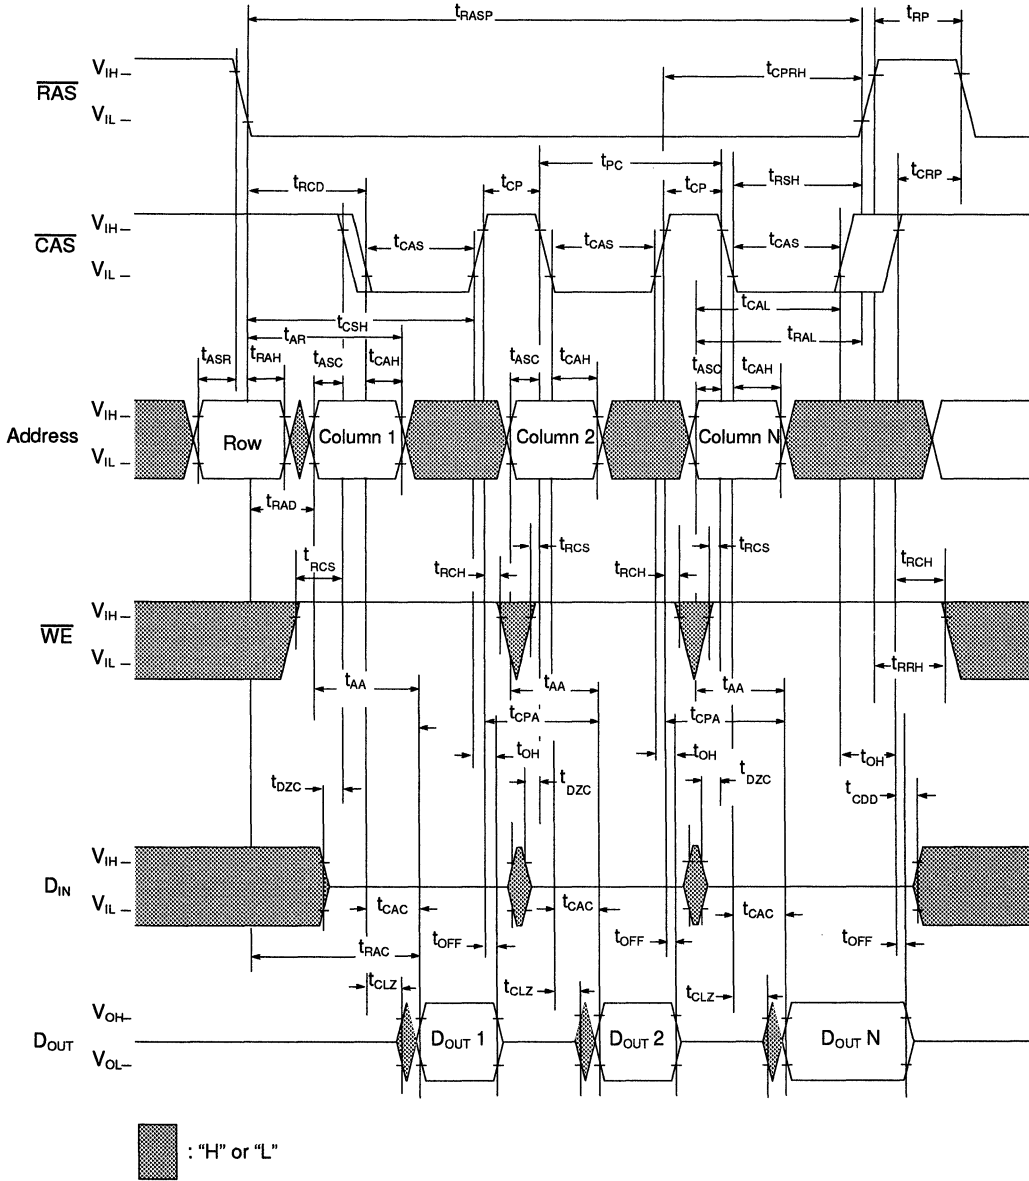 tRASP
tRP
VIH
RAS
VIL
tCPRH
tPC
tCRP
tRCD
tCP
tCP
tRSH
VIH
CAS
VIL
tCAS
tCAS
tCAS
tCSH
tCAL
tAR
tRAL
tASR
tRAH
tASC
tCAH
tASC
tCAH
tASC
tCAH
VIH
Address
VIL
Row
Column 1
Column 2
Column N
tRAD
tRCS
tRCH
tRCS
tRCH
tRCS
tRCH
VIH
WE
VIL
tRRH
tAA
tAA
tAA
tCPA
tCPA
tOH
tOH
tOH
tDZC
tDZC
tDZC
tCDD
VIH
DIN
VIL
tCAC
tCAC
tCAC
tRAC
tOFF
tOFF
tOFF
tCLZ
tCLZ
tCLZ
VOH
DOUT
VOL
DOUT 1
DOUT 2
DOUT N
: “H” or “L”